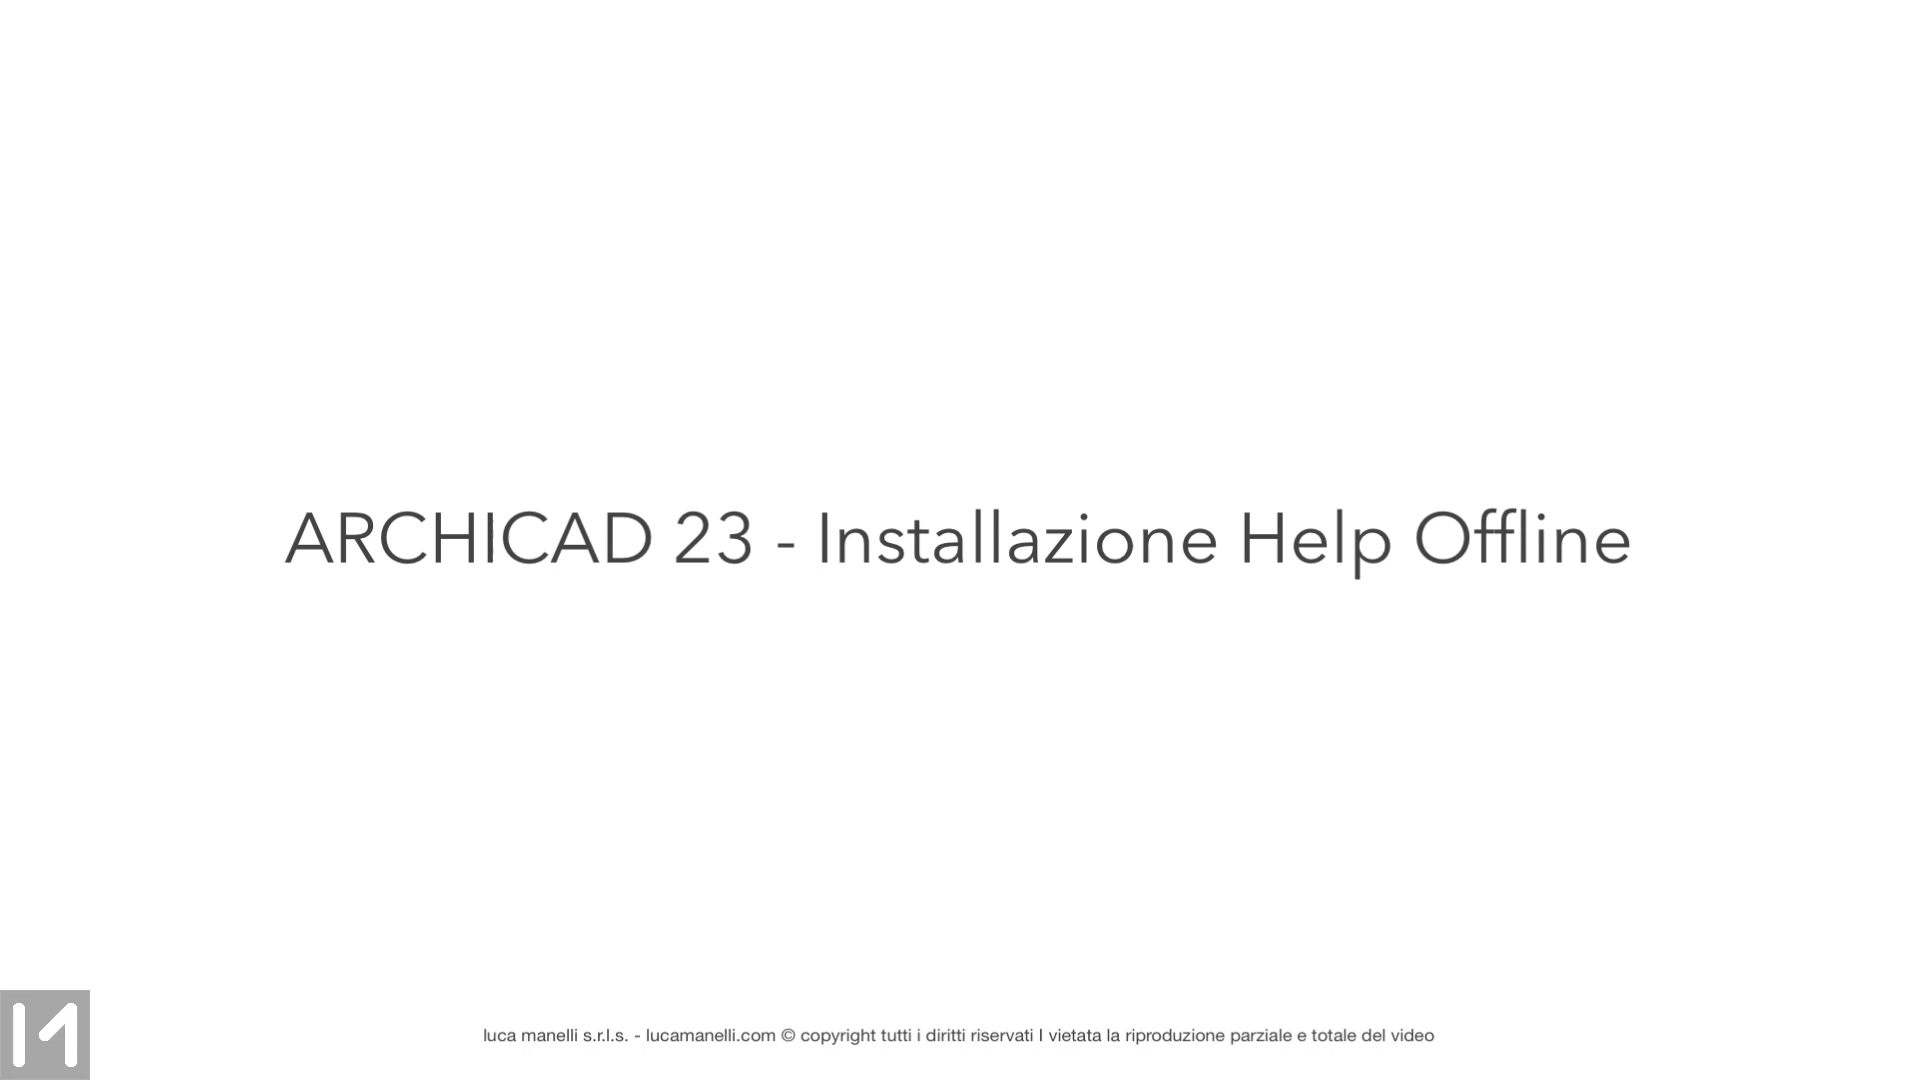 ARCHICAD 23 - Installazione Help Offline
luca manelli s.r.l.s. - lucamanelli.com © copyright tutti i diritti riservati I vietata la riproduzione parziale e totale del video